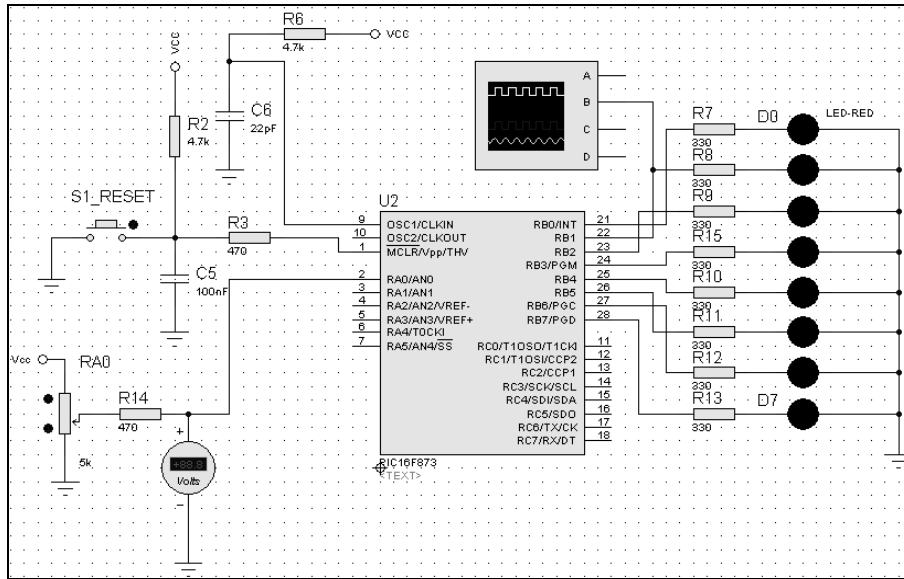 R6
4.7k
VCC
VCC
C6
22pF
R2
4.7k
S1_RESET
R3
470
C5
100nF
Vcc
RA0
5k
R14
470
+88.8
Volts
+
−
A
B
C
D
U2
9 OSC1/CLKIN
10 OSC2/CLKOUT
1 MCLR/Vpp/THV
2 RA0/AN0
3 RA1/AN1
4 RA2/AN2/VREF-
5 RA3/AN3/VREF+
6 RA4/T0CKI
7 RA5/AN4/SS
RB0/INT 21
RB1 22
RB2 23
RB3/PGM 24
RB4 25
RB5 26
RB6/PGC 27
RB7/PGD 28
RC0/T1OSO/T1CKI 11
RC1/T1OSI/CCP2 12
RC2/CCP1 13
RC3/SCK/SCL 14
RC4/SDI/SDA 15
RC5/SDO 16
RC6/TX/CK 17
RC7/RX/DT 18
PIC16F873
<TEXT>
R7
330
D0
LED-RED
R8
330
R9
330
R15
330
R10
330
R11
330
R12
330
R13
330
D7